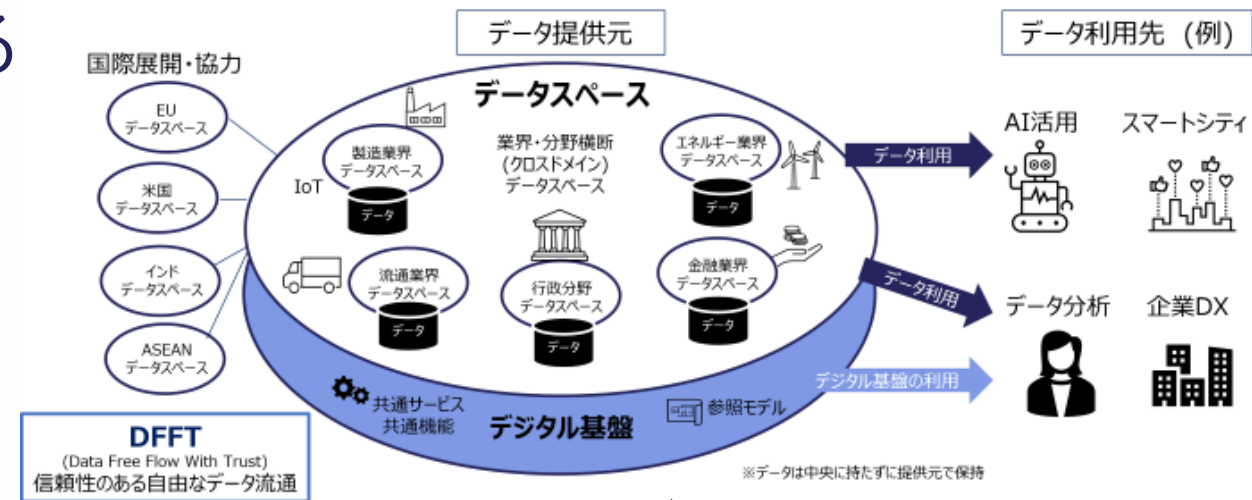 る
データ提供元
データ利用先 (例)
国際展開・協力
EU
データスペース
米国
データスペース
インド
データスペース
ASEAN
データスペース
データスペース
製造業界
データスペース
IoT
データ
業界・分野横断
(クロスドメイン)
データスペース
エネルギー業界
データスペース
データ
流通業界
データスペース
データ
行政分野
データスペース
データ
金融業界
データスペース
データ
データ利用
データ利用
デジタル基盤の利用
AI活用
スマートシティ
データ分析
企業DX
共通サービス
共通機能
デジタル基盤
参照モデル
DFFT
(Data Free Flow With Trust)
信頼性のある自由なデータ流通
※データは中央に持たずに提供元で保持